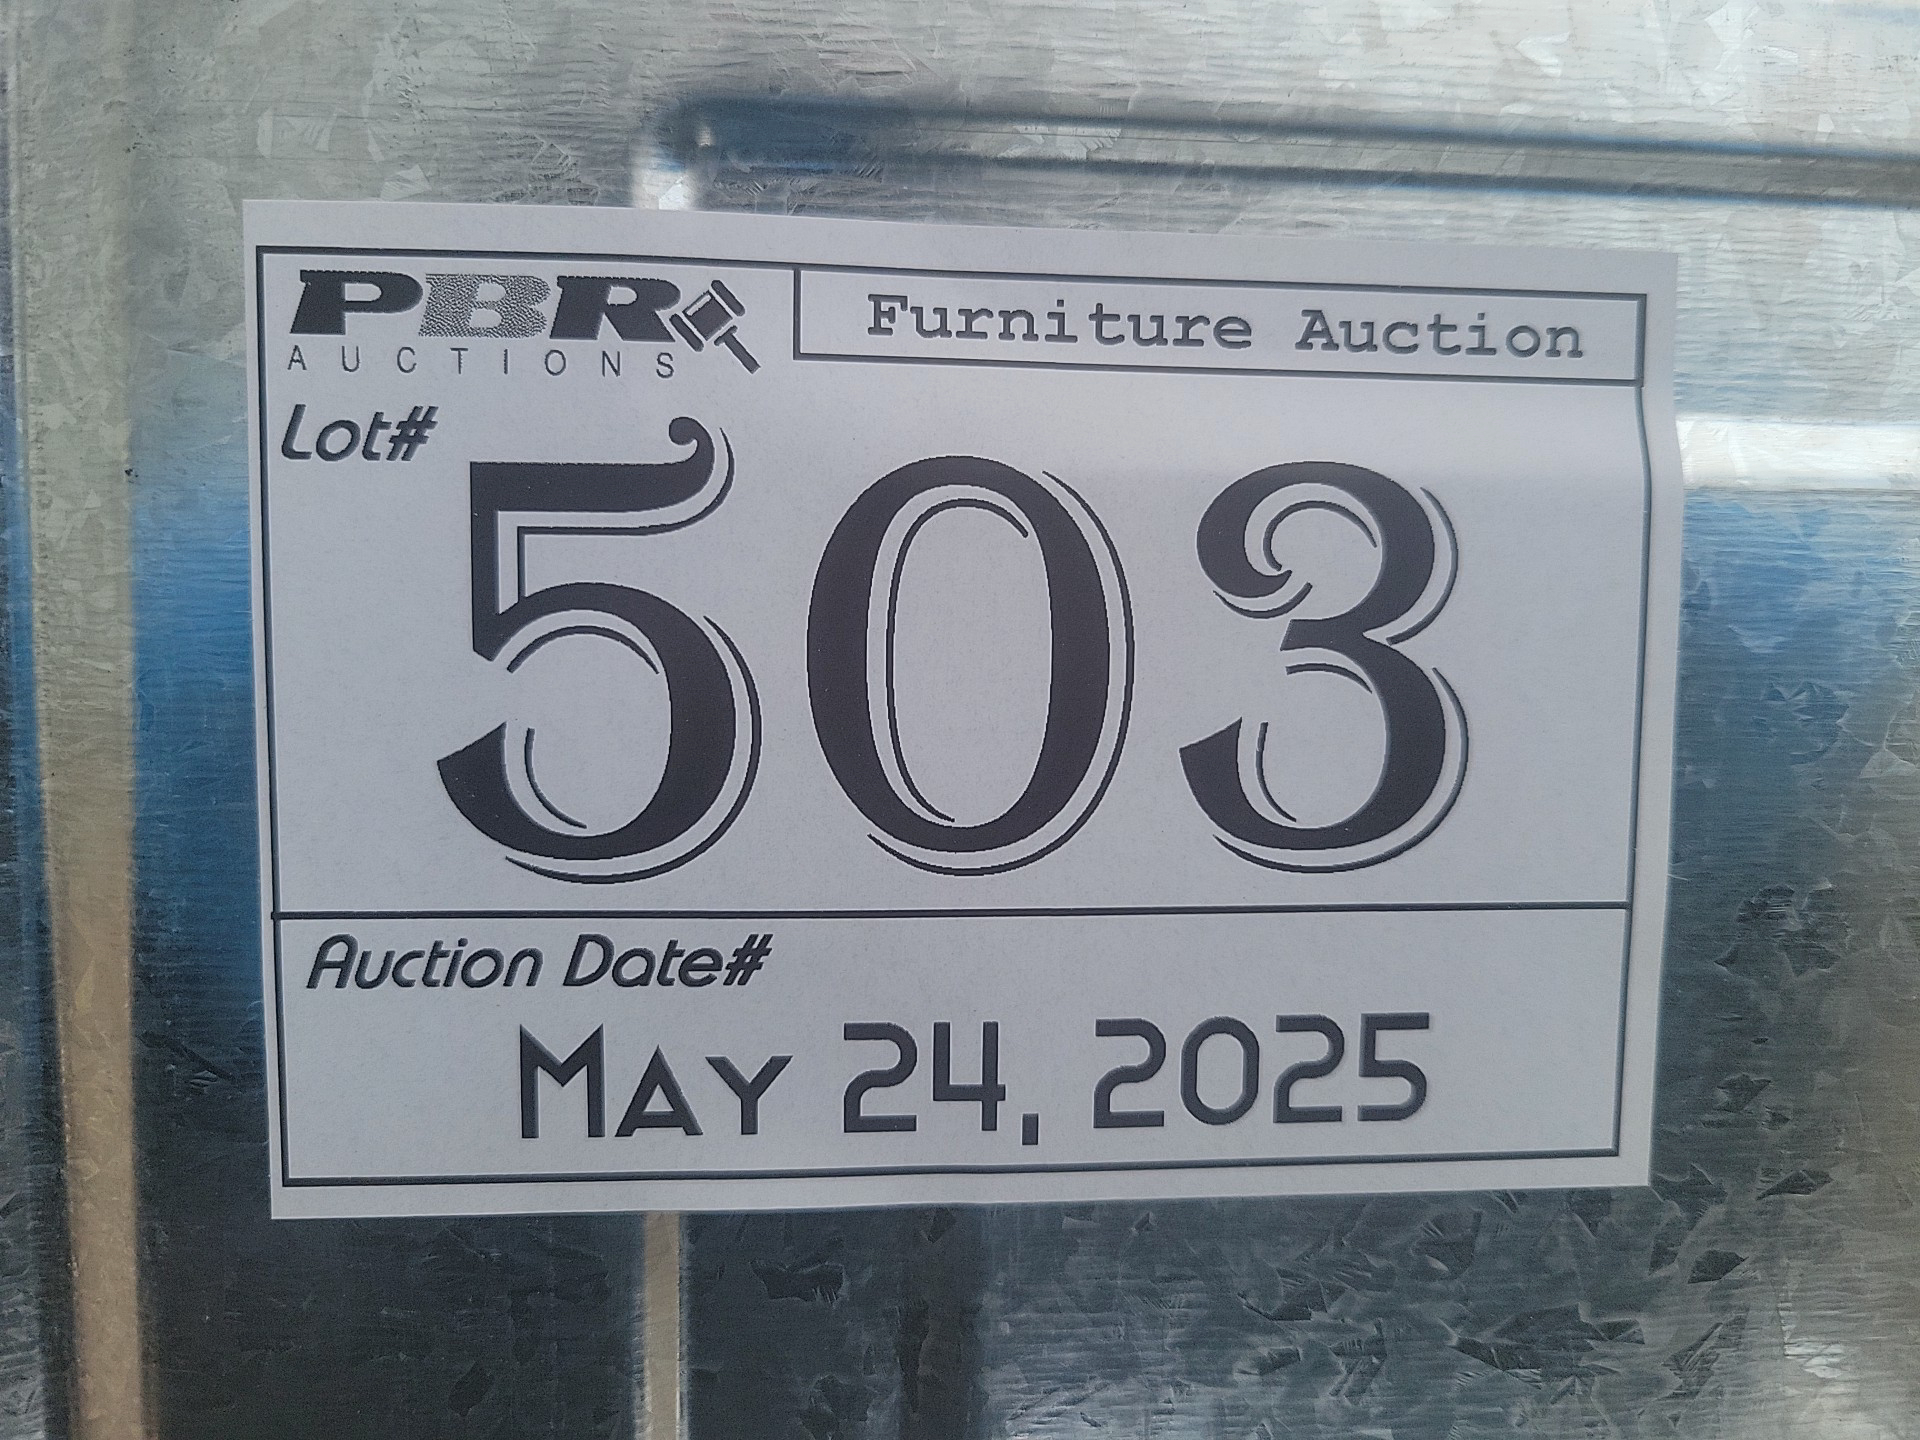 PBR
AUCTIONS
Furniture Auction
Lot#
503
Auction Date#
May 24, 2025